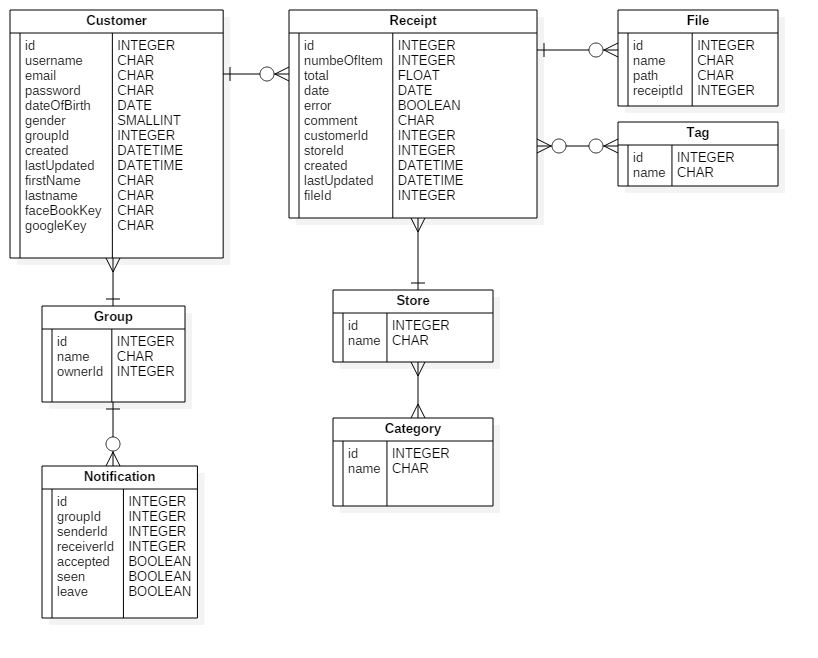 Customer
id INTEGER
username CHAR
email CHAR
password CHAR
dateOfBirth DATE
gender SMALLINT
groupId INTEGER
created DATETIME
lastUpdated DATETIME
firstName CHAR
lastname CHAR
faceBookKey CHAR
googleKey CHAR
Receipt
id INTEGER
numbeOfItem INTEGER
total FLOAT
date DATE
error BOOLEAN
comment CHAR
customerId INTEGER
storeId INTEGER
created DATETIME
lastUpdated DATETIME
fileId INTEGER
File
id INTEGER
name CHAR
path CHAR
receiptId INTEGER
Tag
id INTEGER
name CHAR
Group
id INTEGER
name CHAR
ownerId INTEGER
Store
id INTEGER
name CHAR
Category
id INTEGER
name CHAR
Notification
id INTEGER
groupId INTEGER
senderId INTEGER
receiverId INTEGER
accepted BOOLEAN
seen BOOLEAN
leave BOOLEAN